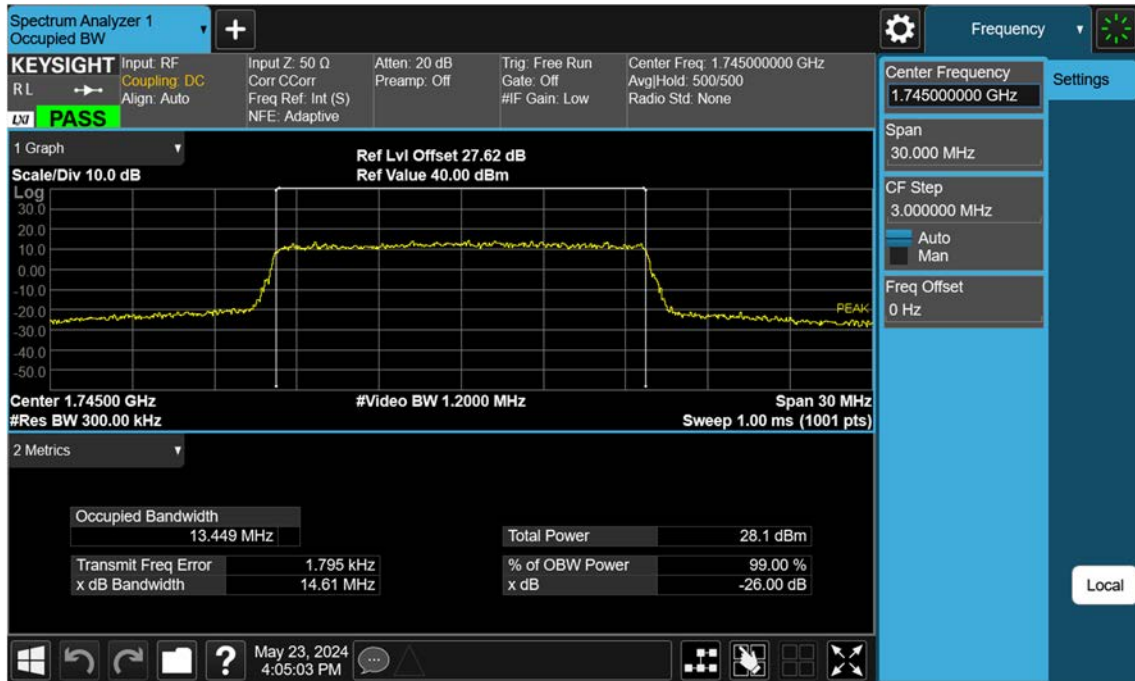 Spectrum Analyzer 1
Occupied BW
+
Frequency
KEYSIGHT
R L
LXI PASS
Input: RF
Coupling: DC
Align: Auto
Input Z: 50 Ω
Corr CCorr
Freq Ref: Int (S)
NFE: Adaptive
Atten: 20 dB
Preamp: Off
Trig: Free Run
Gate: Off
#IF Gain: Low
Center Freq: 1.745000000 GHz
Avg|Hold: 500/500
Radio Std: None
Center Frequency
1.745000000 GHz
Settings
Span
30.000 MHz
CF Step
3.000000 MHz
Auto
Man
Freq Offset
0 Hz
Local
1 Graph
Scale/Div 10.0 dB
Ref Lvl Offset 27.62 dB
Ref Value 40.00 dBm
Log
30.0
20.0
10.0
0.00
-10.0
-20.0
-30.0
-40.0
-50.0
PEAK
Center 1.74500 GHz
#Video BW 1.2000 MHz
Span 30 MHz
#Res BW 300.00 kHz
Sweep 1.00 ms (1001 pts)
2 Metrics
Occupied Bandwidth
13.449 MHz
Total Power 28.1 dBm
Transmit Freq Error 1.795 kHz
% of OBW Power 99.00 %
x dB Bandwidth 14.61 MHz
x dB -26.00 dB
?
May 23, 2024
4:05:03 PM